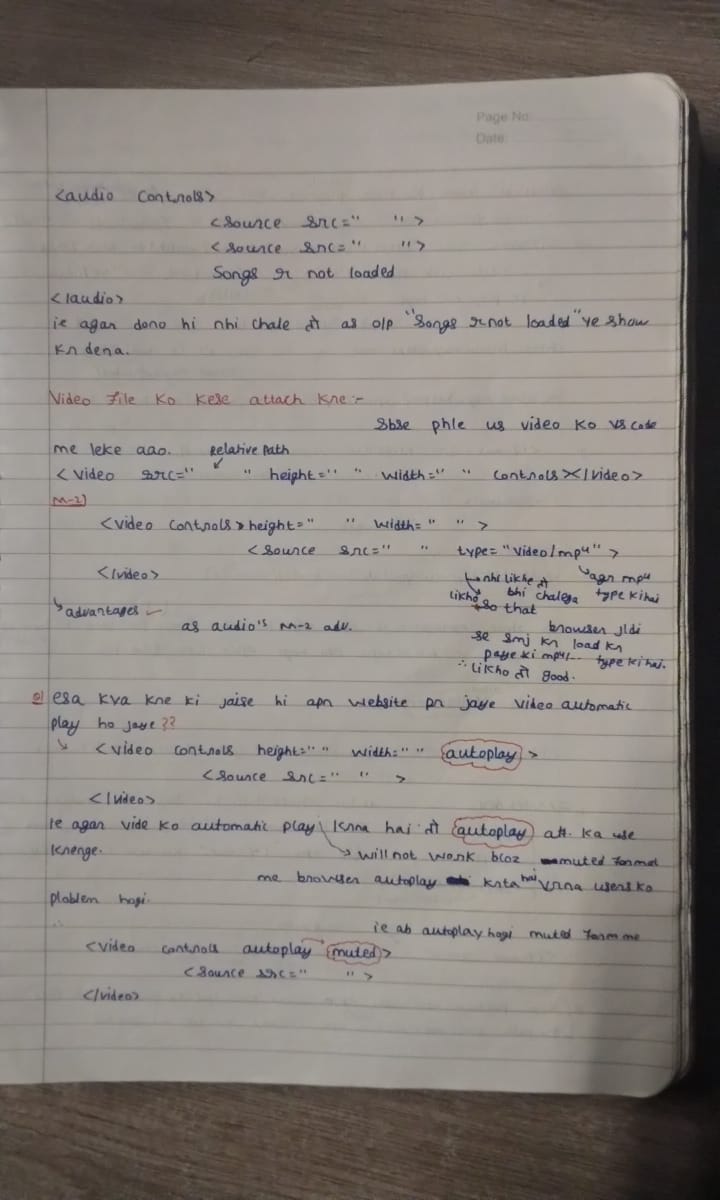 Page No.
Date:
<audio controls>
<source src=" ">
<source src=" ">
Songs r not loaded
</audio>
ie agar dono hi nhi chale तो as o/p "Songs r not loaded" ye show
kr dena.
Video file ko kese attach kre :-
Sbse phle us video ko vs code
me leke aao. Relative path
<video src=" " height=" " width=" " controls></video>
M-2)
<video controls height=" " width=" ">
<source src=" " type="video/mp4">
</video>
nhi likhe तो agr mp4
likho bhi chalega type ki hai
advantages so that
as audio's M-2 adv. browser jldi
se smj kr load kr
paye ki mp4 type ki hai.
∴ likho तो good.
Q) esa kya kre ki jaise hi apn website pr jaye video automatic
play ho jaye ??
<video controls height=" " width=" " autoplay>
<source src=" ">
</video>
ie agar vide ko automatic play krna hai तो autoplay att. ka use
krenge.
will not work bcoz muted format
me browser autoplay krta hai vrna users ko
ploblem hogi.
ie ab autoplay hogi muted form me
<video controls autoplay muted>
<source src=" ">
</video>